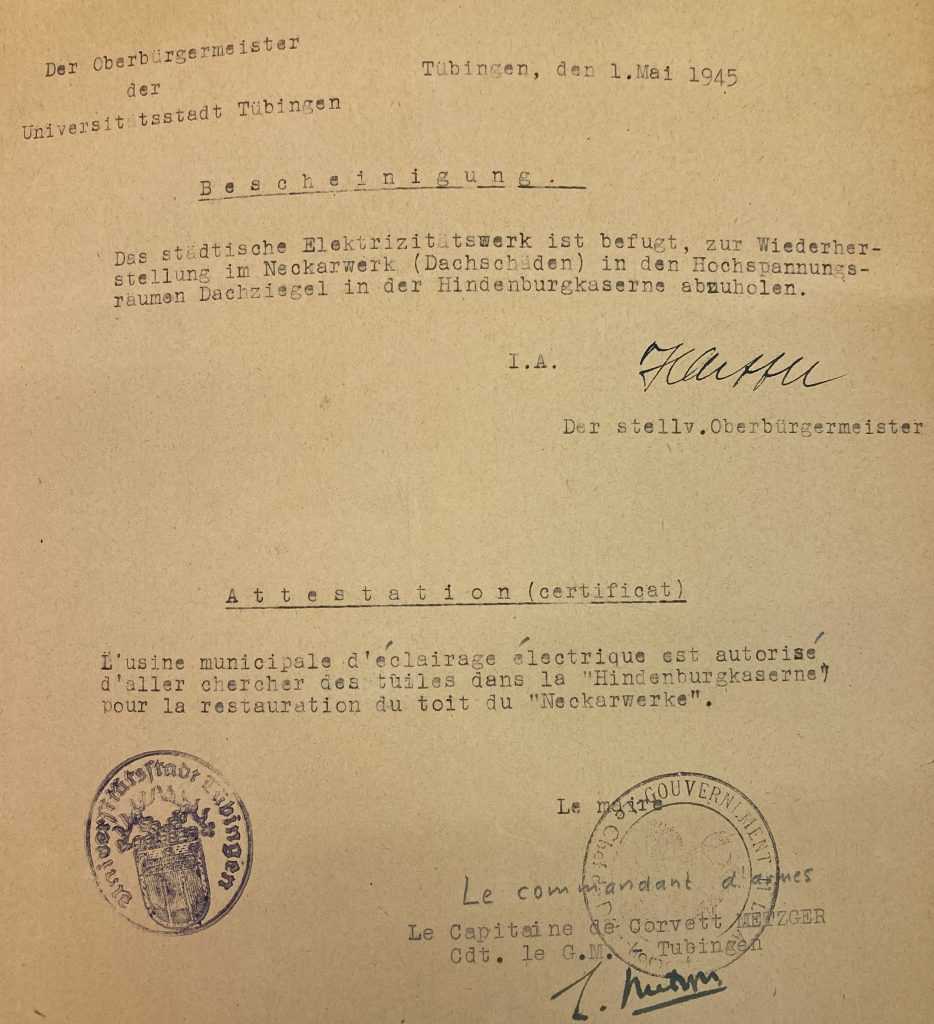 Der Oberbürgermeister
der
Universitätsstadt Tübingen
Tübingen, den 1.Mai 1945
Bescheinigung.
Das städtische Elektrizitätswerk ist befugt, zur Wiederher-
stellung im Neckarwerk (Dachschäden) in den Hochspannungs-
räumen Dachziegel in der Hindenburgkaserne abzuholen.
I.A.
Der stellv.Oberbürgermeister
Attestation (certificat)
L'usine municipale d'éclairage électrique est autorisé
d'aller chercher des tuiles dans la "Hindenburgkaserne"
pour la restauration du toit du "Neckarwerke".
Universitätsstadt Tübingen
Le maire
GOUVERNEMENT
Le commandant d'armes
Le Capitaine de Corvett METZGER
Cdt. le G.M. Tubingen